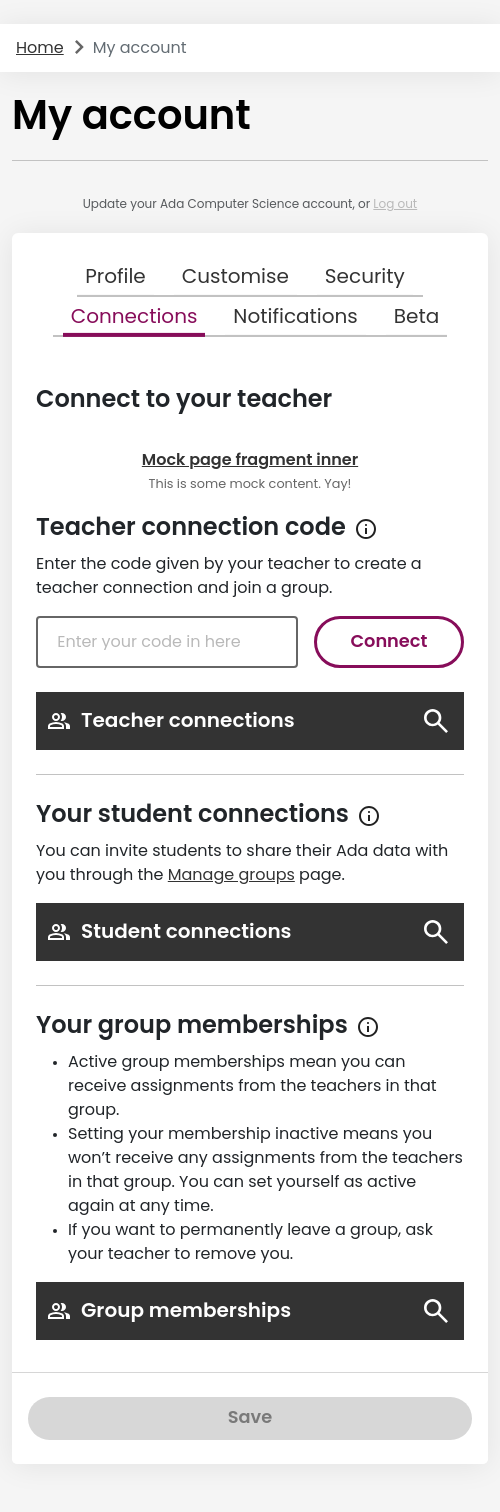 Home > My account
My account
Update your Ada Computer Science account, or Log out
Profile Customise Security
Connections Notifications Beta
Connect to your teacher
Mock page fragment inner
This is some mock content. Yay!
Teacher connection code
Enter the code given by your teacher to create a
teacher connection and join a group.
Enter your code in here Connect
Teacher connections
Your student connections
You can invite students to share their Ada data with
you through the Manage groups page.
Student connections
Your group memberships
• Active group memberships mean you can
receive assignments from the teachers in that
group.
• Setting your membership inactive means you
won’t receive any assignments from the teachers
in that group. You can set yourself as active
again at any time.
• If you want to permanently leave a group, ask
your teacher to remove you.
Group memberships
Save